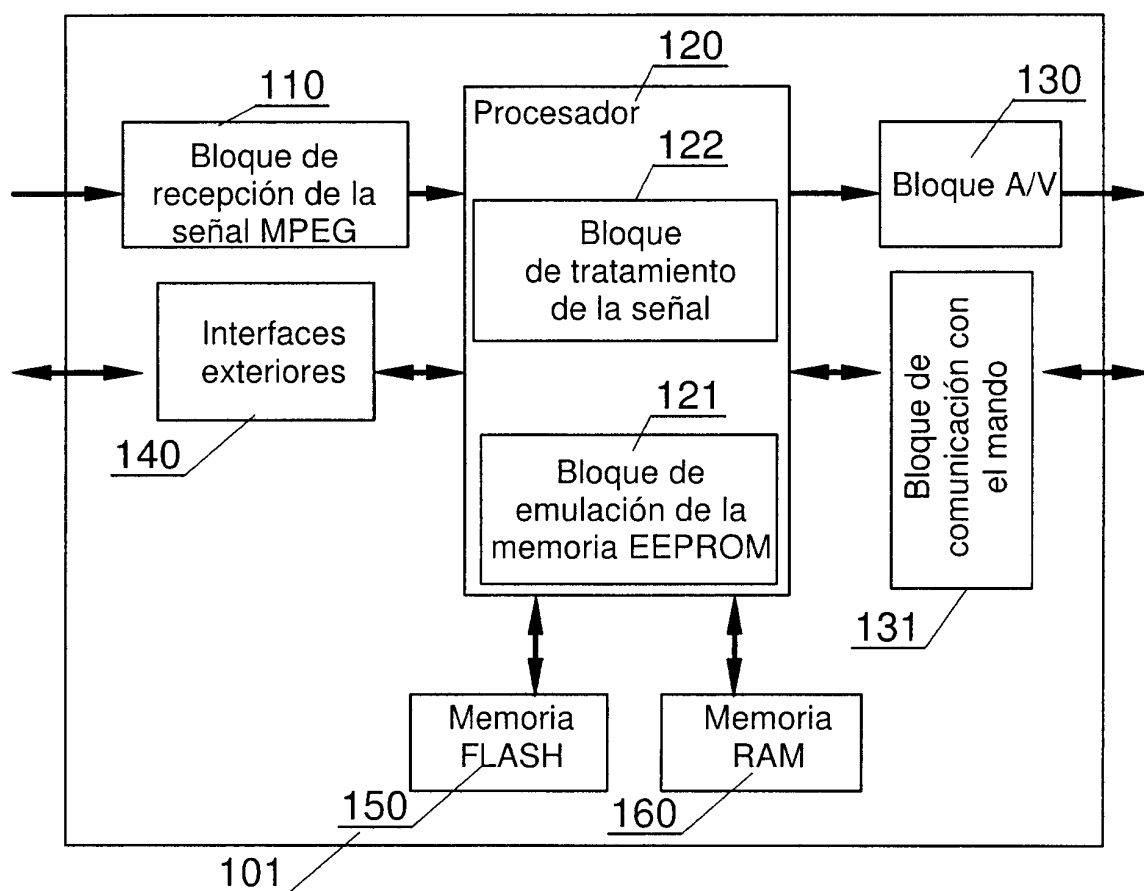 120
110
130
Procesador
Bloque de
recepción de la
señal MPEG
122
Bloque A/V
Bloque
de tratamiento
de la señal
Interfaces
exteriores
140
121
Bloque de
emulación de la
memoria EEPROM
Bloque de
comunicación con
el mando
131
Memoria
FLASH
150
Memoria
RAM
160
101